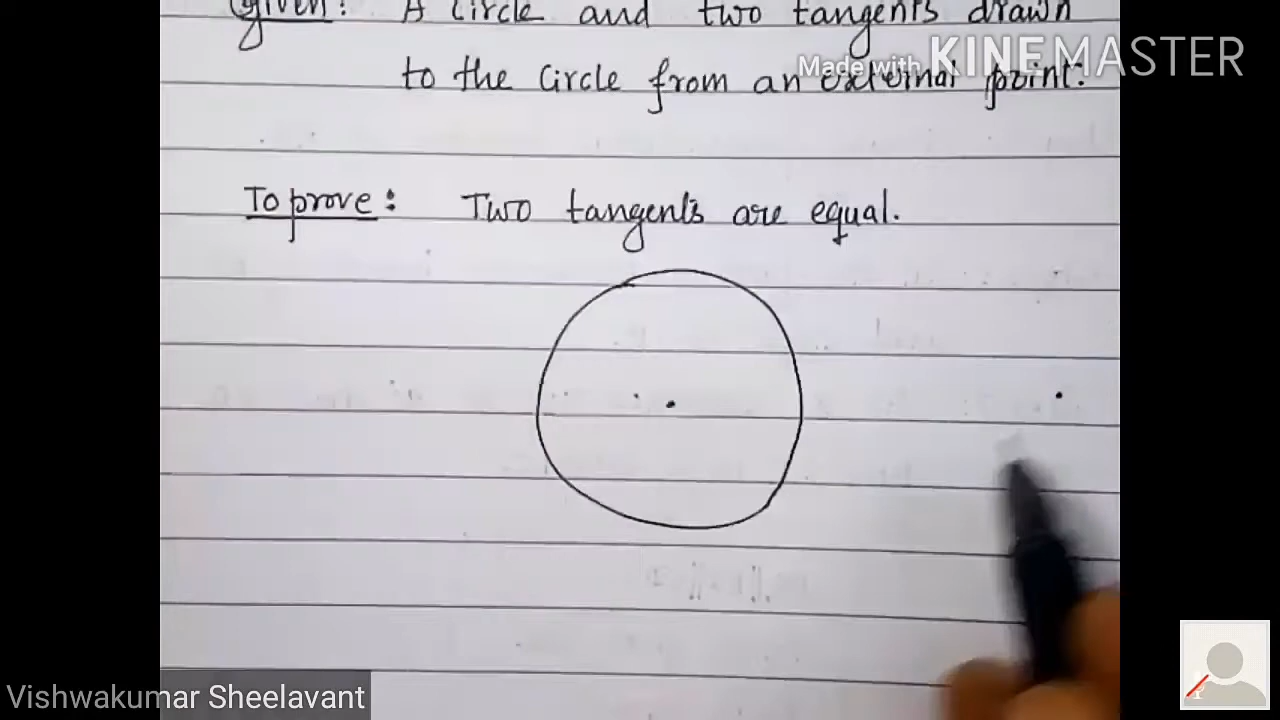 given: A Circle and two tangents drawn
Made with KINEMASTER
to the Circle from an external point.
To prove: Two tangents are equal.
Vishwakumar Sheelavant